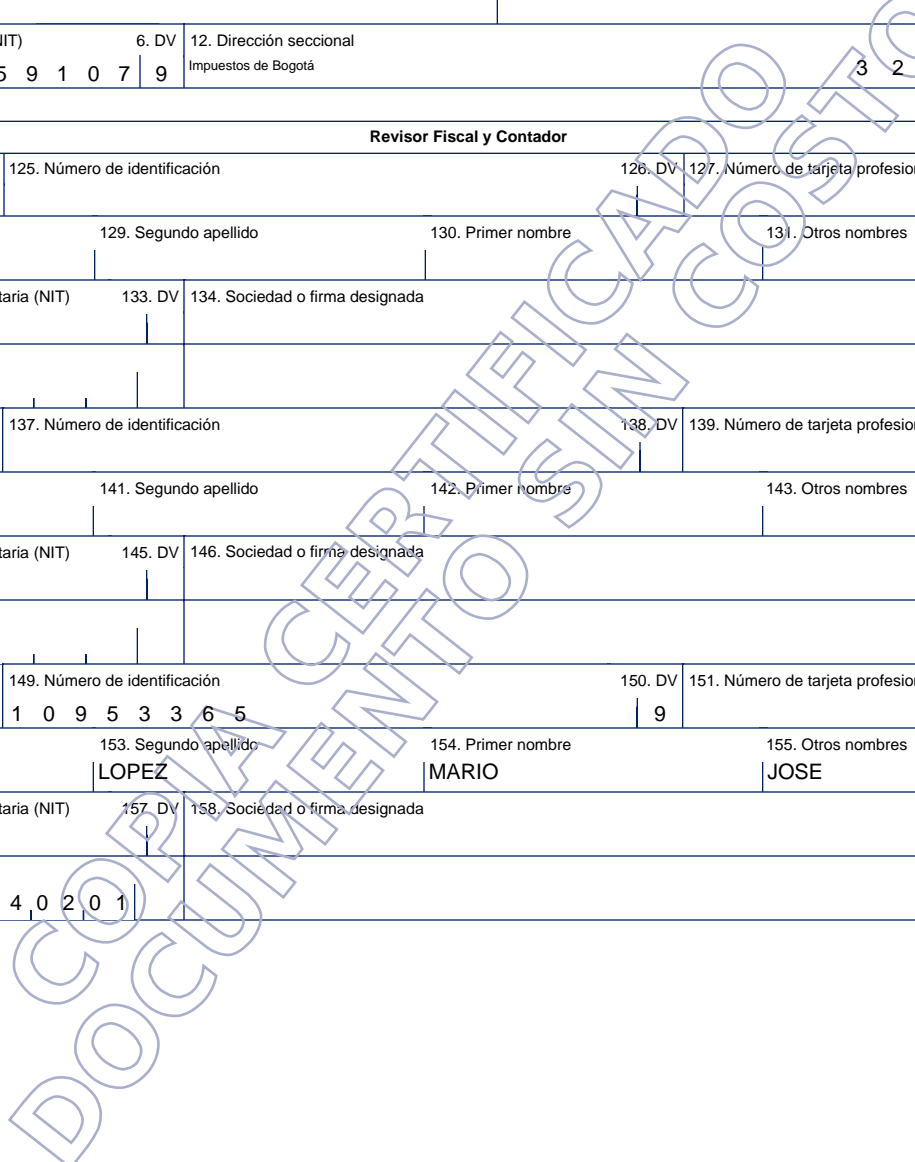 NIT) 6. DV 12. Dirección seccional
5 9 1 0 7 9 Impuestos de Bogotá 3 2
Revisor Fiscal y Contador
125. Número de identificación 126. DV 127. Número de tarjeta profesion
129. Segundo apellido 130. Primer nombre 131. Otros nombres
taria (NIT) 133. DV 134. Sociedad o firma designada
137. Número de identificación 138. DV 139. Número de tarjeta profesion
141. Segundo apellido 142. Primer nombre 143. Otros nombres
taria (NIT) 145. DV 146. Sociedad o firma designada
149. Número de identificación 150. DV 151. Número de tarjeta profesion
1 0 9 5 3 3 6 5 9
153. Segundo apellido 154. Primer nombre 155. Otros nombres
LOPEZ MARIO JOSE
taria (NIT) 157. DV 158. Sociedad o firma designada
4 0 2 0 1
COPIA CERTIFICADO
DOCUMENTO SIN COSTO